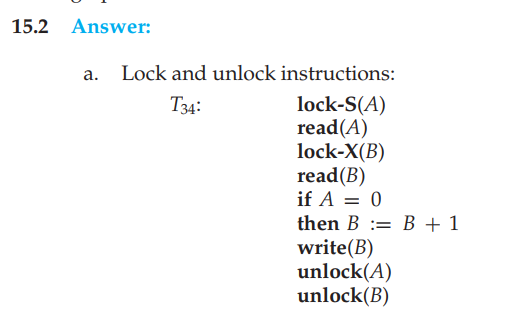 15.2 Answer:
a. Lock and unlock instructions:
T34: lock-S(A)
read(A)
lock-X(B)
read(B)
if A = 0
then B := B + 1
write(B)
unlock(A)
unlock(B)